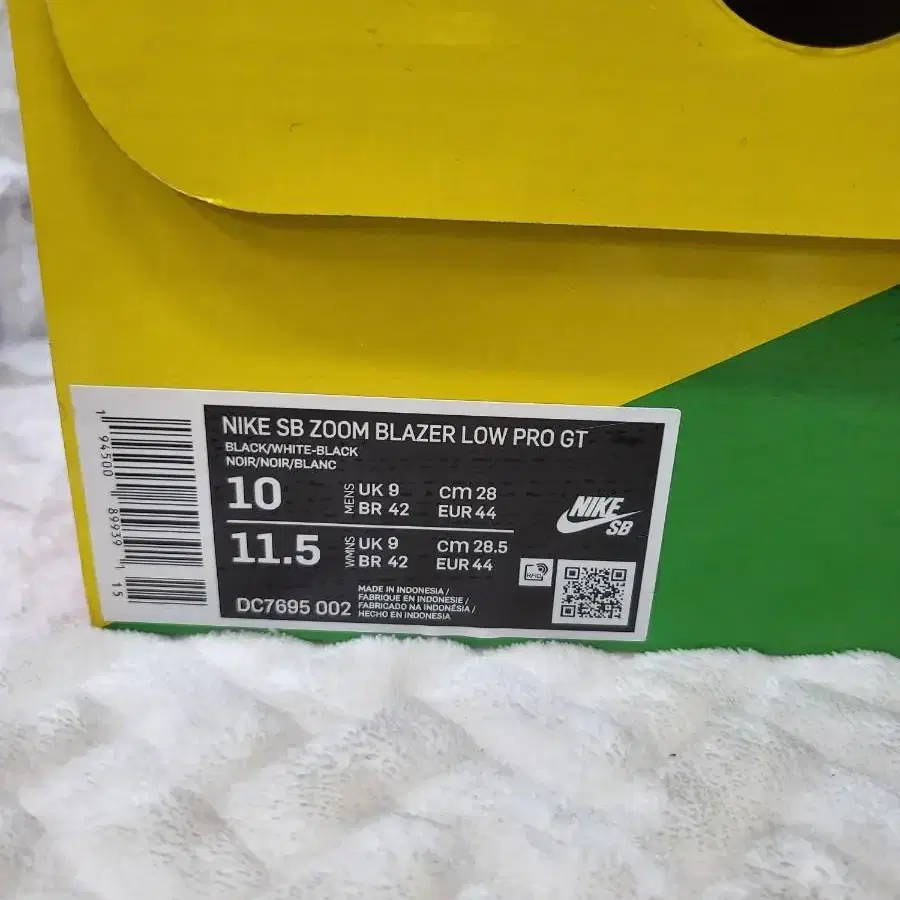 NIKE SB ZOOM BLAZER LOW PRO GT
BLACK/WHITE-BLACK
NOIR/NOIR/BLANC
10 MENS UK 9 cm 28
BR 42 EUR 44
11.5 WMNS UK 9 cm 28.5
BR 42 EUR 44
DC7695 002
MADE IN INDONESIA /
FABRIQUE EN INDONESIE /
FABRICADO NA INDONÉSIA /
HECHO EN INDONESIA
NIKE
SB
RFID
1 94500 89939 15